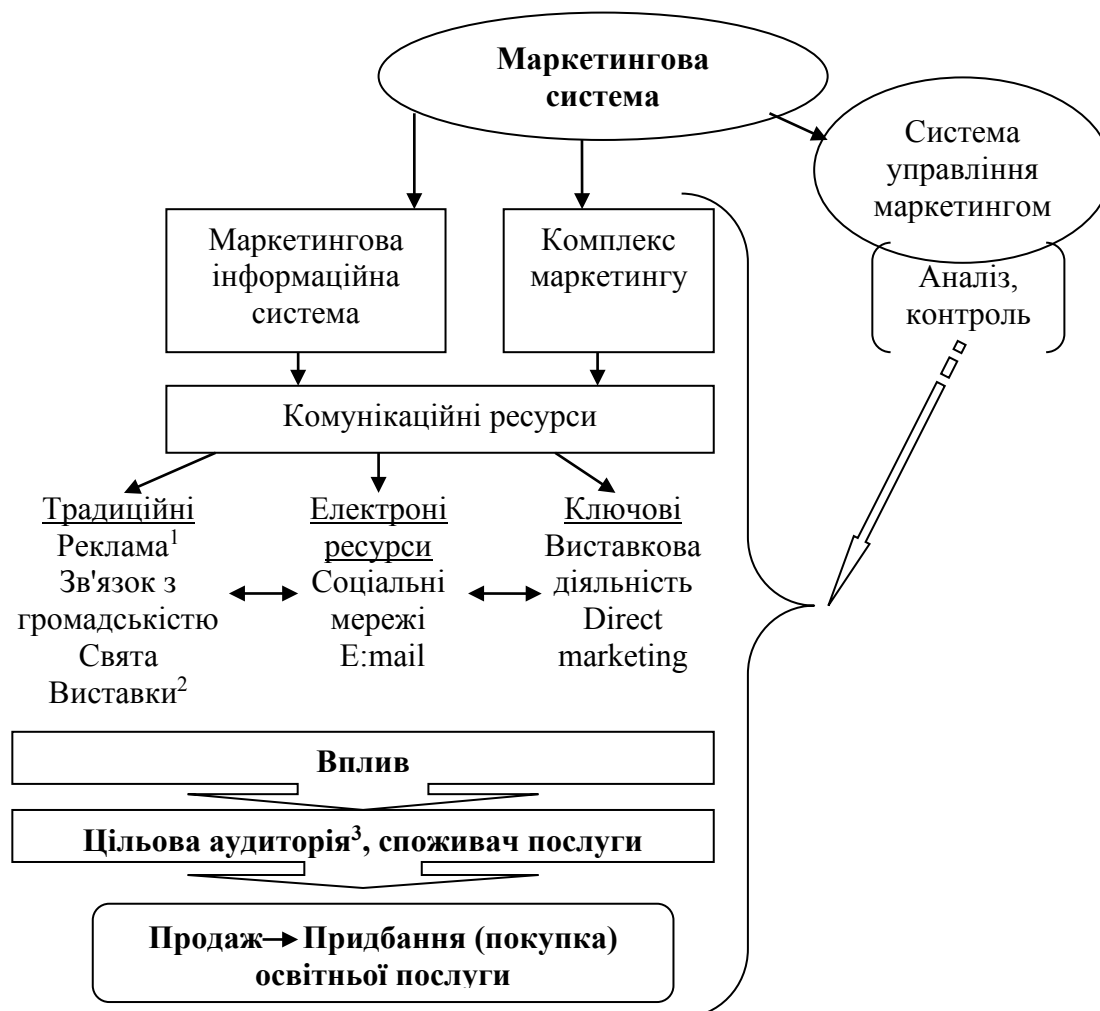 Маркетингова
система
Система
управління
маркетингом
Аналіз,
контроль
Маркетингова
інформаційна
система
Комплекс
маркетингу
Комунікаційні ресурси
Традиційні
Реклама¹
Зв'язок з
громадськістю
Свята
Виставки²
Електроні
ресурси
Соціальні
мережі
E:mail
Ключові
Виставкова
діяльність
Direct
marketing
Вплив
Цільова аудиторія³, споживач послуги
Продаж→Придбання (покупка)
освітньої послуги